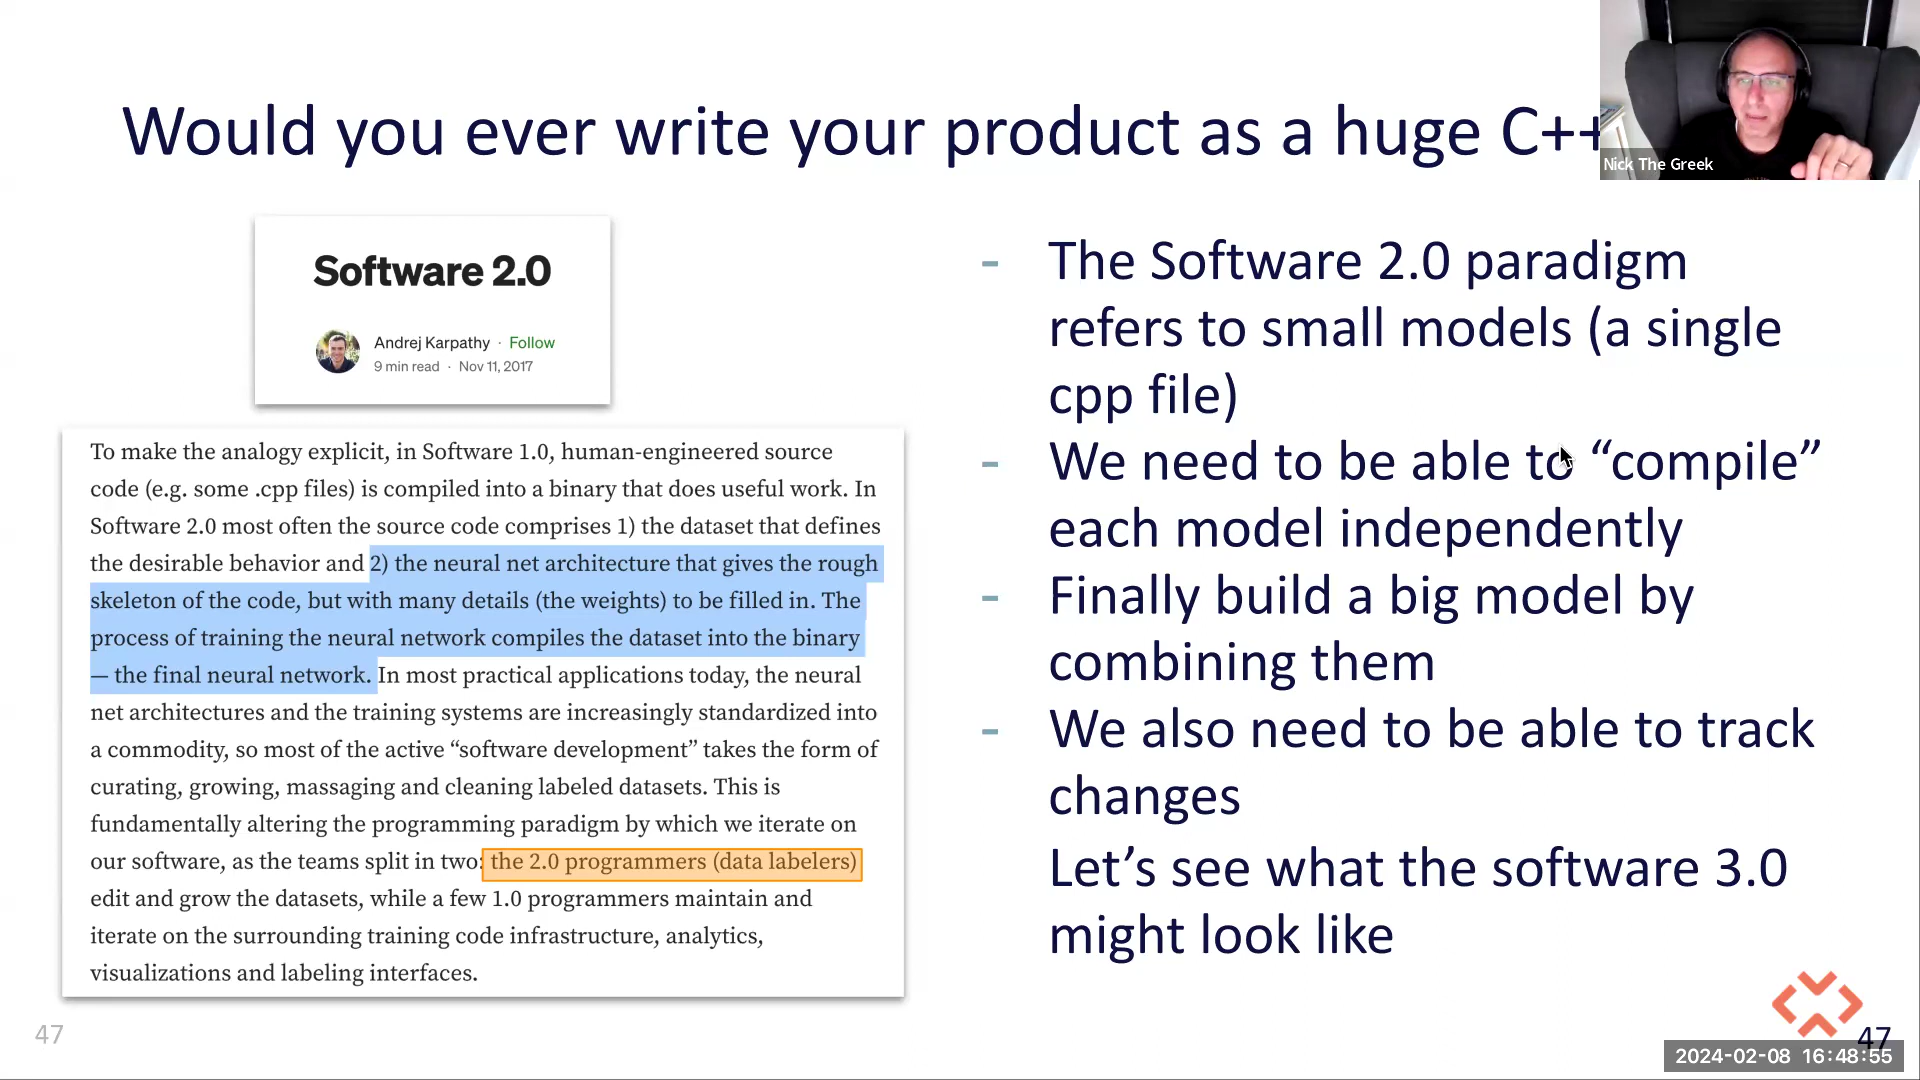 Would you ever write your product as a huge C++
Nick The Greek
Software 2.0
Andrej Karpathy · Follow
9 min read · Nov 11, 2017
To make the analogy explicit, in Software 1.0, human-engineered source
code (e.g. some .cpp files) is compiled into a binary that does useful work. In
Software 2.0 most often the source code comprises 1) the dataset that defines
the desirable behavior and 2) the neural net architecture that gives the rough
skeleton of the code, but with many details (the weights) to be filled in. The
process of training the neural network compiles the dataset into the binary
— the final neural network. In most practical applications today, the neural
net architectures and the training systems are increasingly standardized into
a commodity, so most of the active “software development” takes the form of
curating, growing, massaging and cleaning labeled datasets. This is
fundamentally altering the programming paradigm by which we iterate on
our software, as the teams split in two: the 2.0 programmers (data labelers)
edit and grow the datasets, while a few 1.0 programmers maintain and
iterate on the surrounding training code infrastructure, analytics,
visualizations and labeling interfaces.
- The Software 2.0 paradigm
refers to small models (a single
cpp file)
- We need to be able to “compile”
each model independently
- Finally build a big model by
combining them
- We also need to be able to track
changes
Let’s see what the software 3.0
might look like
47
47
2024-02-08 16:48:55